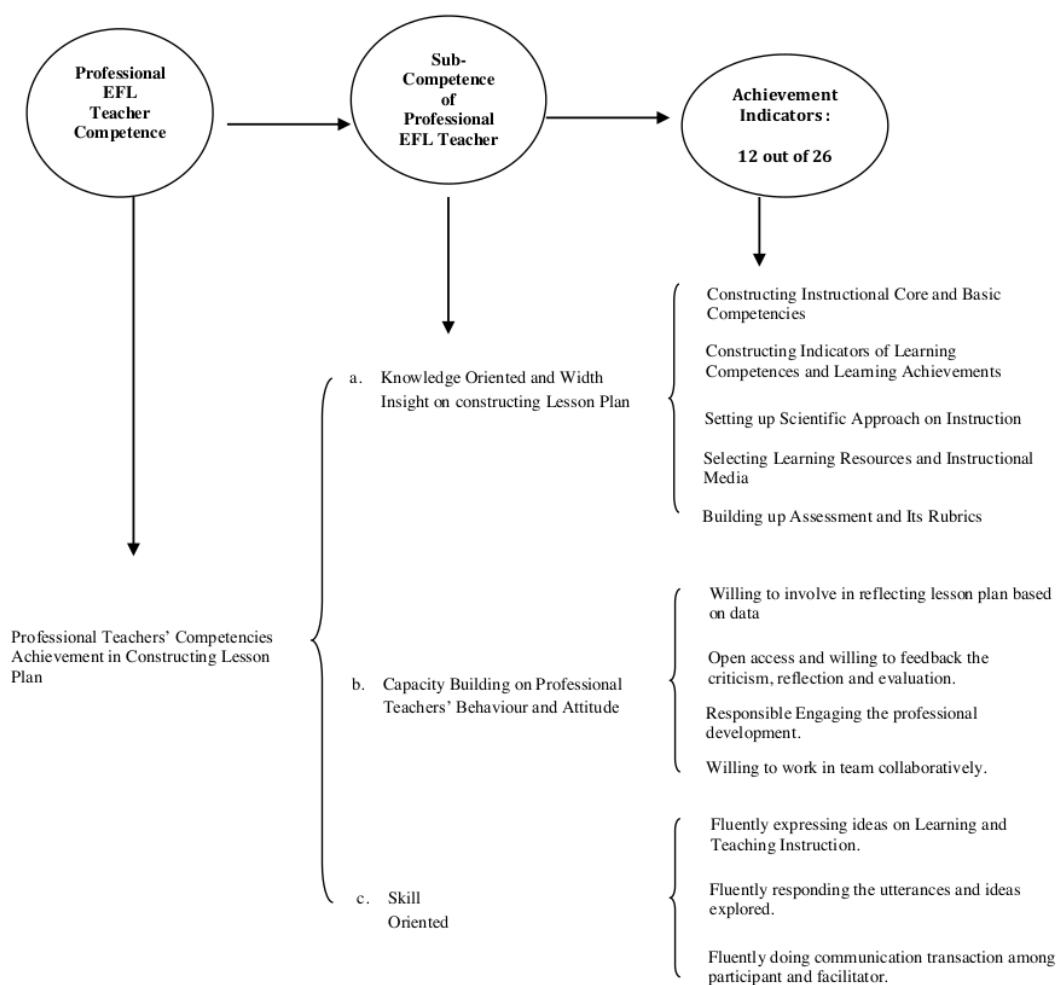 Professional
EFL
Teacher
Competence
Sub-
Competence
of
Professional
EFL Teacher
Achievement
Indicators :
12 out of 26
Professional Teachers’ Competencies
Achievement in Constructing Lesson
Plan
a. Knowledge Oriented and Width
Insight on constructing Lesson Plan
Constructing Instructional Core and Basic
Competencies
Constructing Indicators of Learning
Competences and Learning Achievements
Setting up Scientific Approach on Instruction
Selecting Learning Resources and Instructional
Media
Building up Assessment and Its Rubrics
b. Capacity Building on Professional
Teachers’ Behaviour and Attitude
Willing to involve in reflecting lesson plan based
on data
Open access and willing to feedback the
criticism, reflection and evaluation.
Responsible Engaging the professional
development.
Willing to work in team collaboratively.
c. Skill
Oriented
Fluently expressing ideas on Learning and
Teaching Instruction.
Fluently responding the utterances and ideas
explored.
Fluently doing communication transaction among
participant and facilitator.